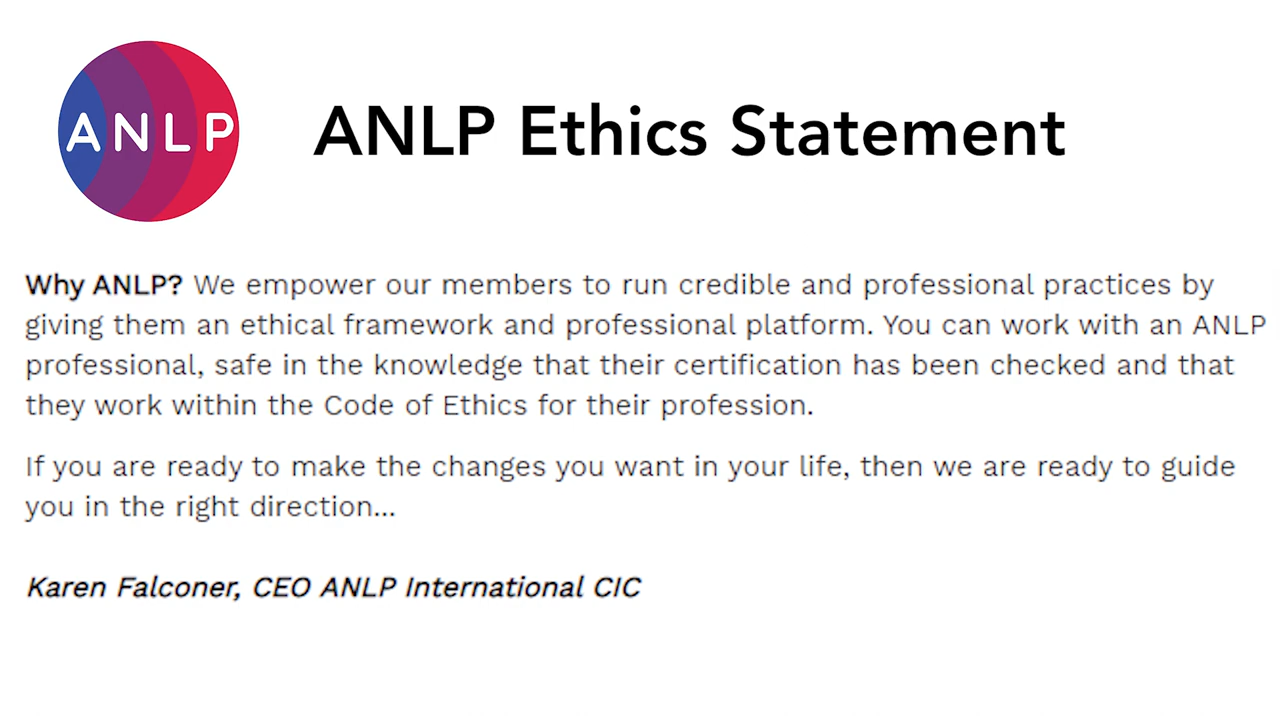 ANLP
ANLP Ethics Statement
Why ANLP? We empower our members to run credible and professional practices by
giving them an ethical framework and professional platform. You can work with an ANLP
professional, safe in the knowledge that their certification has been checked and that
they work within the Code of Ethics for their profession.
If you are ready to make the changes you want in your life, then we are ready to guide
you in the right direction...
Karen Falconer, CEO ANLP International CIC